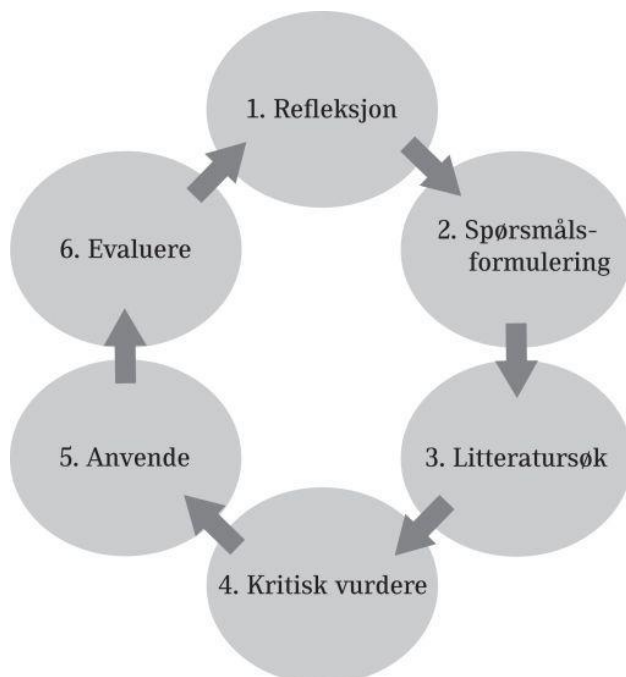 1. Refleksjon
2. Spørsmåls-
formulering
3. Litteratursøk
4. Kritisk vurdere
5. Anvende
6. Evaluere